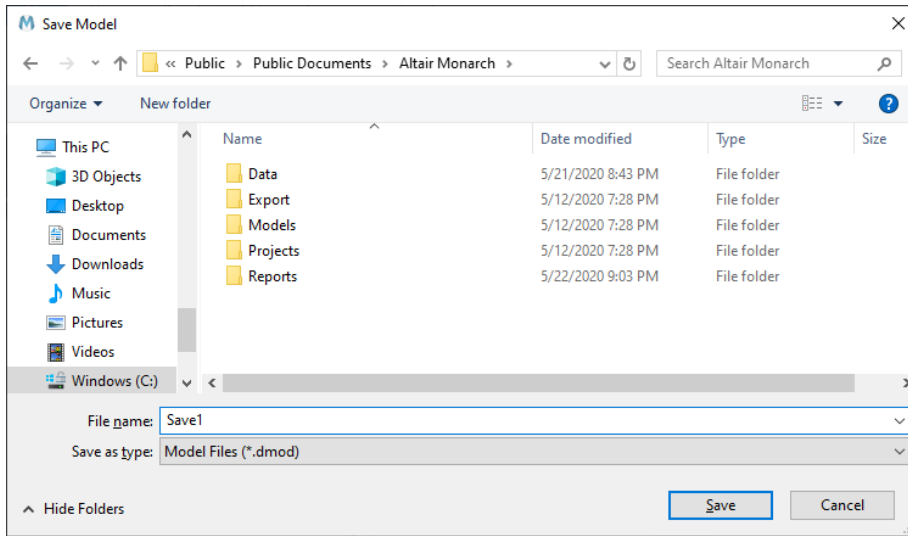 Save Model
« Public > Public Documents > Altair Monarch >
Search Altair Monarch
Organize
New folder
?
Name
Date modified
Type
Size
This PC
3D Objects
Desktop
Documents
Downloads
Music
Pictures
Videos
Windows (C:)
Data 5/21/2020 8:43 PM File folder
Export 5/12/2020 7:28 PM File folder
Models 5/12/2020 7:28 PM File folder
Projects 5/12/2020 7:28 PM File folder
Reports 5/22/2020 9:03 PM File folder
File name: Save1
Save as type: Model Files (*.dmod)
Hide Folders
Save
Cancel